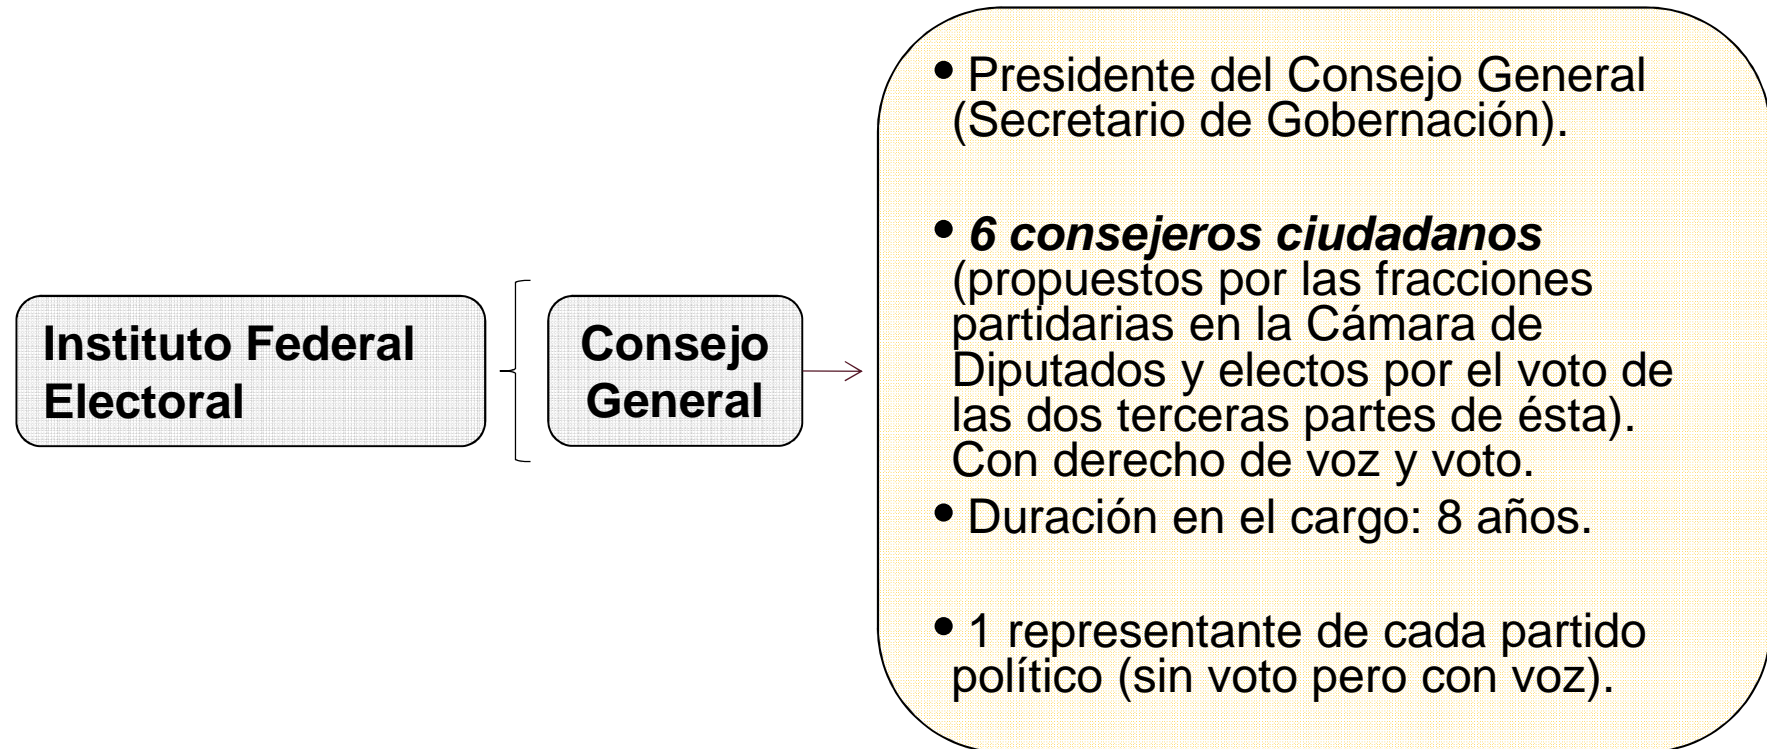 Instituto Federal
Electoral
Consejo
General
• Presidente del Consejo General
(Secretario de Gobernación).
• 6 consejeros ciudadanos
(propuestos por las fracciones
partidarias en la Cámara de
Diputados y electos por el voto de
las dos terceras partes de ésta).
Con derecho de voz y voto.
• Duración en el cargo: 8 años.
• 1 representante de cada partido
político (sin voto pero con voz).